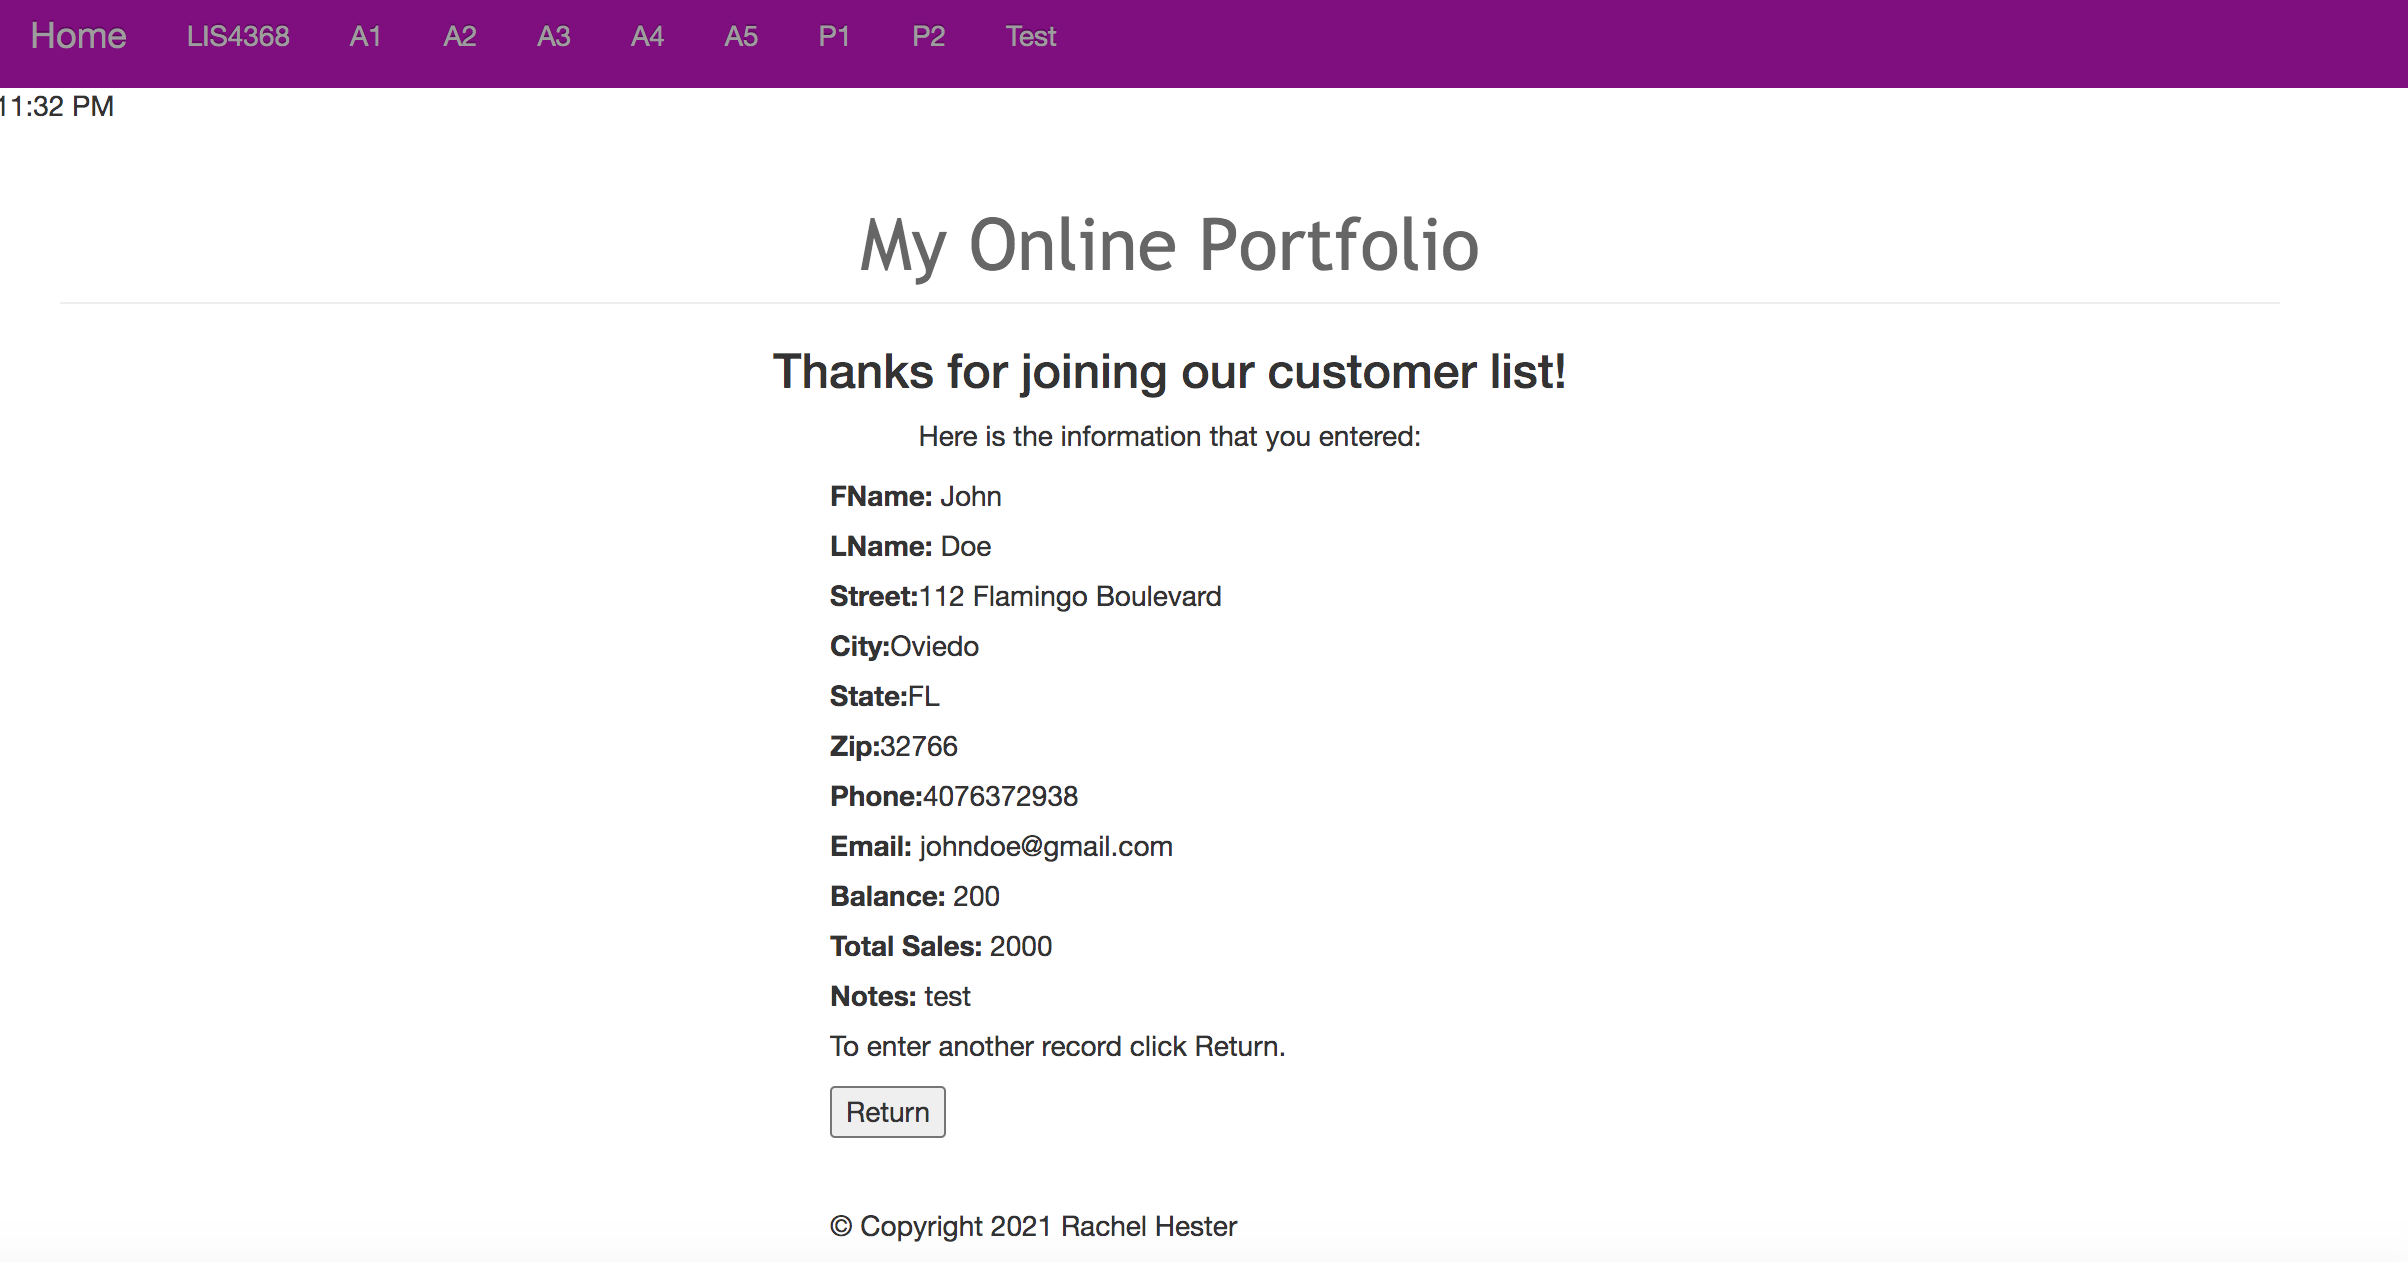 Home LIS4368 A1 A2 A3 A4 A5 P1 P2 Test
11:32 PM
My Online Portfolio
Thanks for joining our customer list!
Here is the information that you entered:
FName: John
LName: Doe
Street:112 Flamingo Boulevard
City:Oviedo
State:FL
Zip:32766
Phone:4076372938
Email: johndoe@gmail.com
Balance: 200
Total Sales: 2000
Notes: test
To enter another record click Return.
Return
© Copyright 2021 Rachel Hester